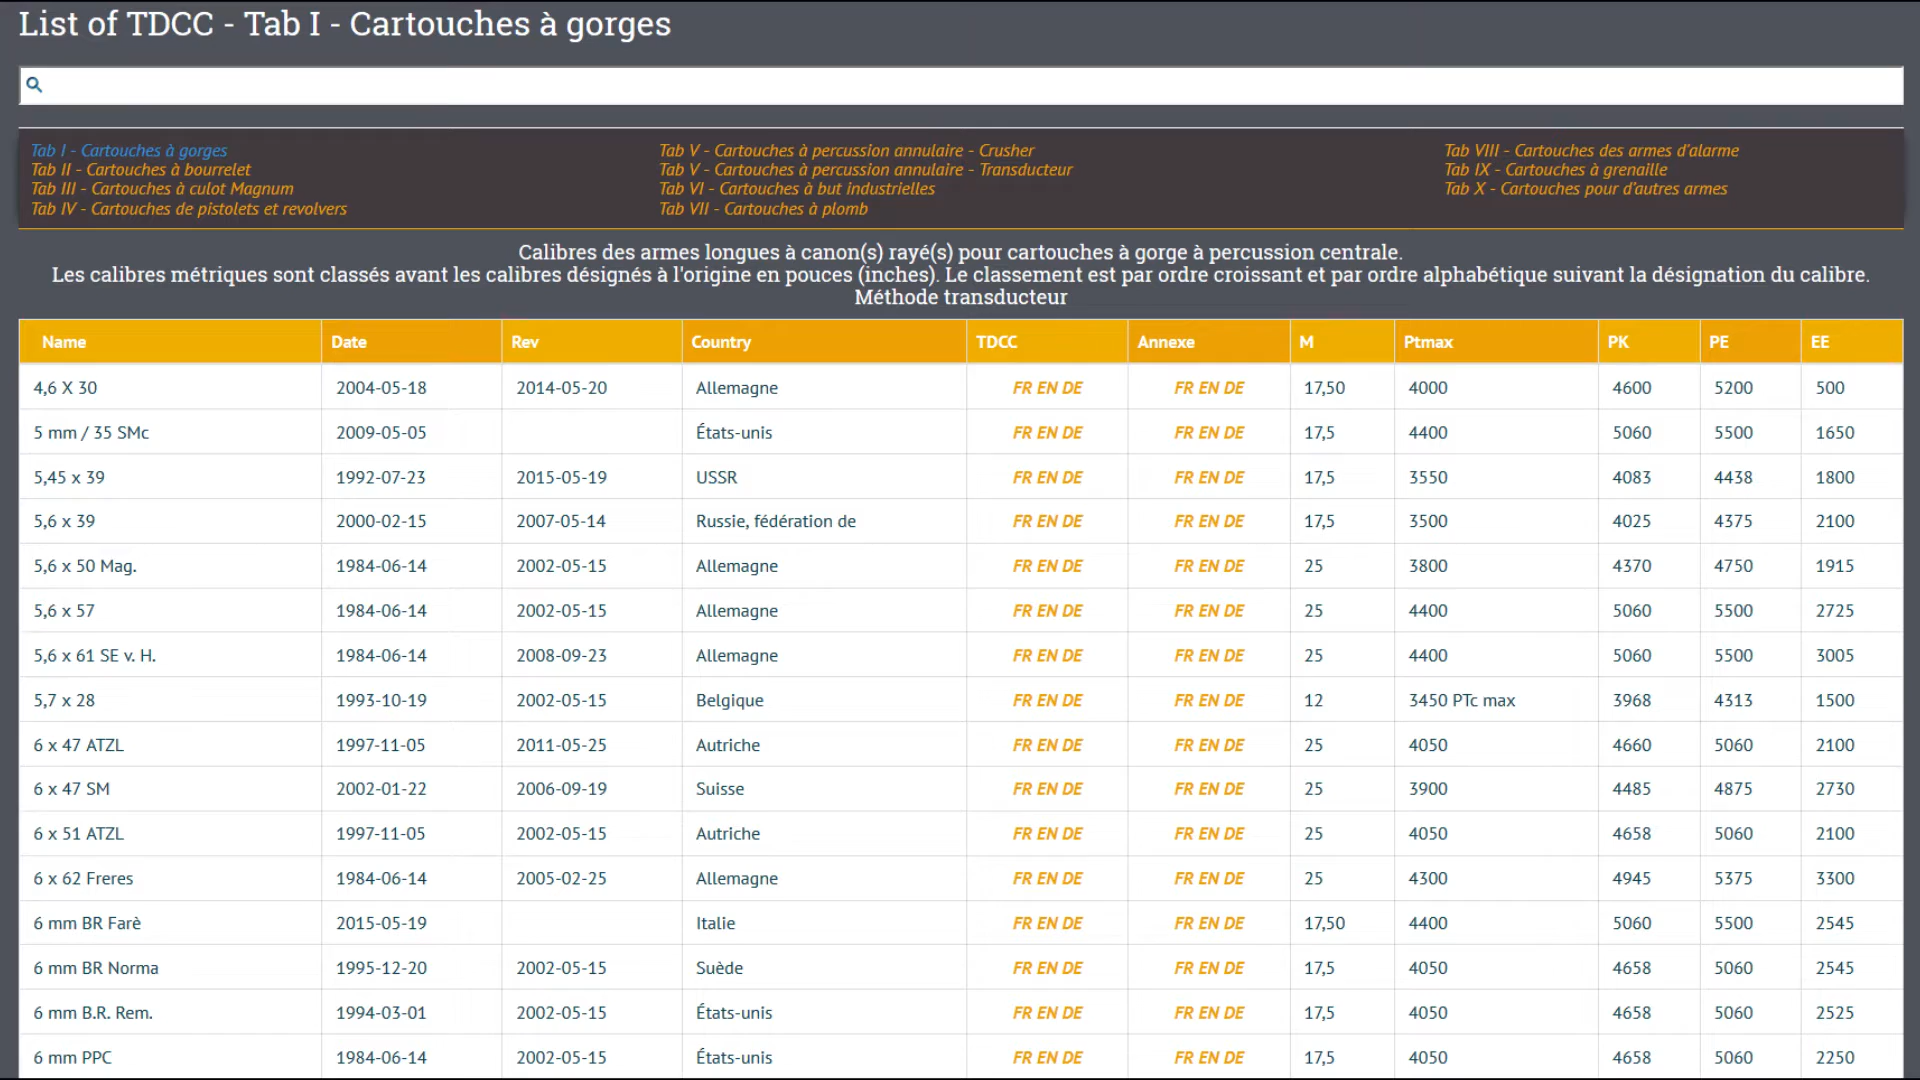 List of TDCC - Tab I - Cartouches à gorges
Tab I - Cartouches à gorges
Tab II - Cartouches à bourrelet
Tab III - Cartouches à culot Magnum
Tab IV - Cartouches de pistolets et revolvers
Tab V - Cartouches à percussion annulaire - Crusher
Tab V - Cartouches à percussion annulaire - Transducteur
Tab VI - Cartouches à but industrielles
Tab VII - Cartouches à plomb
Tab VIII - Cartouches des armes d'alarme
Tab IX - Cartouches à grenaille
Tab X - Cartouches pour d'autres armes
Calibres des armes longues à canon(s) rayé(s) pour cartouches à gorge à percussion centrale.
Les calibres métriques sont classés avant les calibres désignés à l'origine en pouces (inches). Le classement est par ordre croissant et par ordre alphabétique suivant la désignation du calibre.
Méthode transducteur
Name Date Rev Country TDCC Annexe M Ptmax PK PE EE
4,6 X 30 2004-05-18 2014-05-20 Allemagne FR EN DE FR EN DE 17,50 4000 4600 5200 500
5 mm / 35 SMc 2009-05-05 États-unis FR EN DE FR EN DE 17,5 4400 5060 5500 1650
5,45 x 39 1992-07-23 2015-05-19 USSR FR EN DE FR EN DE 17,5 3550 4083 4438 1800
5,6 x 39 2000-02-15 2007-05-14 Russie, fédération de FR EN DE FR EN DE 17,5 3500 4025 4375 2100
5,6 x 50 Mag. 1984-06-14 2002-05-15 Allemagne FR EN DE FR EN DE 25 3800 4370 4750 1915
5,6 x 57 1984-06-14 2002-05-15 Allemagne FR EN DE FR EN DE 25 4400 5060 5500 2725
5,6 x 61 SE v. H. 1984-06-14 2008-09-23 Allemagne FR EN DE FR EN DE 25 4400 5060 5500 3005
5,7 x 28 1993-10-19 2002-05-15 Belgique FR EN DE FR EN DE 12 3450 PTc max 3968 4313 1500
6 x 47 ATZL 1997-11-05 2011-05-25 Autriche FR EN DE FR EN DE 25 4050 4660 5060 2100
6 x 47 SM 2002-01-22 2006-09-19 Suisse FR EN DE FR EN DE 25 3900 4485 4875 2730
6 x 51 ATZL 1997-11-05 2002-05-15 Autriche FR EN DE FR EN DE 25 4050 4658 5060 2100
6 x 62 Freres 1984-06-14 2005-02-25 Allemagne FR EN DE FR EN DE 25 4300 4945 5375 3300
6 mm BR Farè 2015-05-19 Italie FR EN DE FR EN DE 17,50 4400 5060 5500 2545
6 mm BR Norma 1995-12-20 2002-05-15 Suède FR EN DE FR EN DE 17,5 4050 4658 5060 2545
6 mm B.R. Rem. 1994-03-01 2002-05-15 États-unis FR EN DE FR EN DE 17,5 4050 4658 5060 2525
6 mm PPC 1984-06-14 2002-05-15 États-unis FR EN DE FR EN DE 17,5 4050 4658 5060 2250